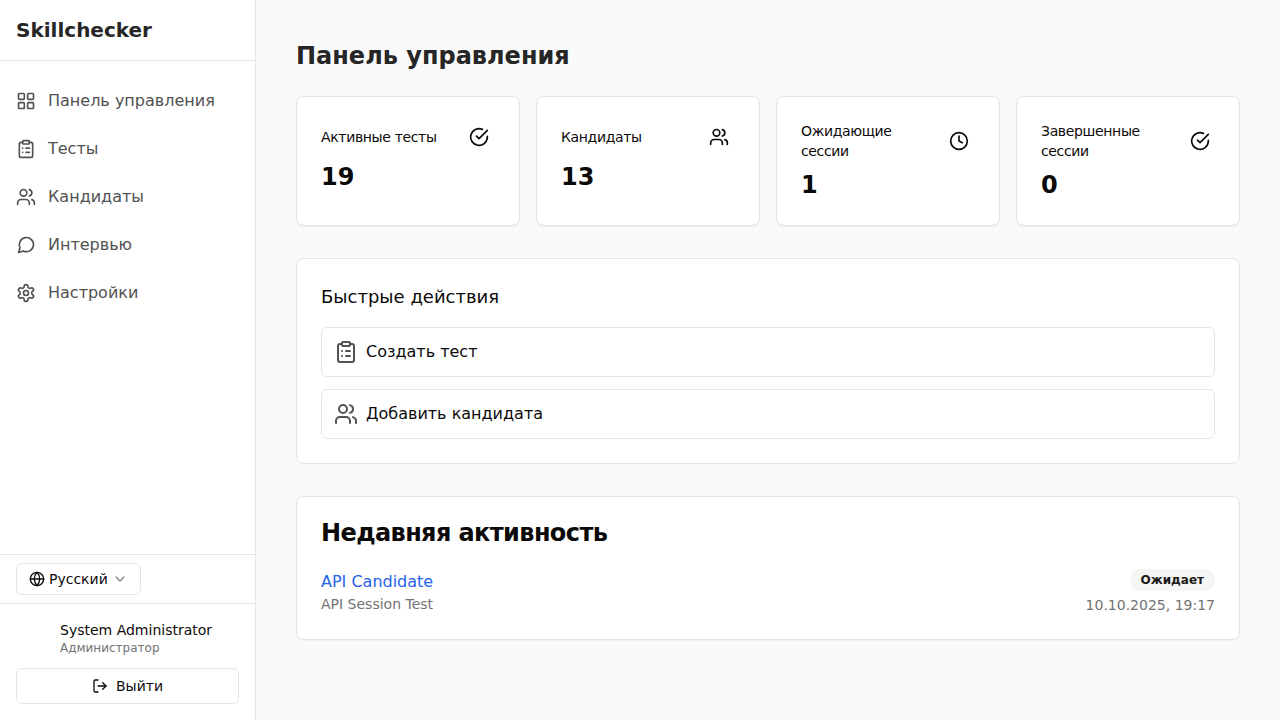 Skillchecker
Панель управления
Тесты
Кандидаты
Интервью
Настройки
Русский
System Administrator
Администратор
Выйти
Панель управления
Активные тесты
19
Кандидаты
13
Ожидающие
сессии
1
Завершенные
сессии
0
Быстрые действия
Создать тест
Добавить кандидата
Недавняя активность
API Candidate
API Session Test
Ожидает
10.10.2025, 19:17